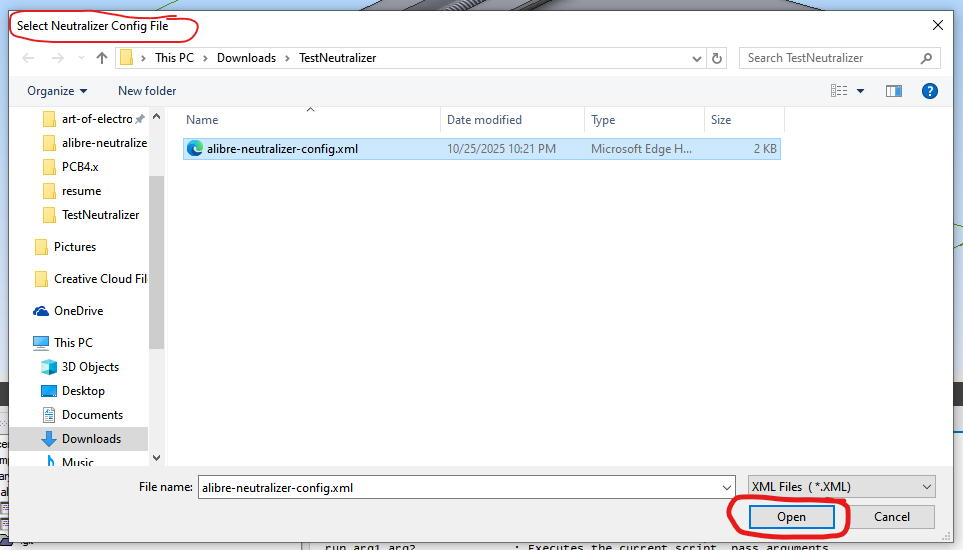 Select Neutralizer Config File
This PC > Downloads > TestNeutralizer
Search TestNeutralizer
Organize
New folder
Name
Date modified
Type
Size
art-of-electro
alibre-neutralize
PCB4.x
resume
TestNeutralizer
Pictures
Creative Cloud Fil
OneDrive
This PC
3D Objects
Desktop
Documents
Downloads
Music
alibre-neutralizer-config.xml
10/25/2025 10:21 PM
Microsoft Edge H...
2 KB
File name:
alibre-neutralizer-config.xml
XML Files (*.XML)
Open
Cancel
run arg1 arg2 : Executes the current script, pass arguments